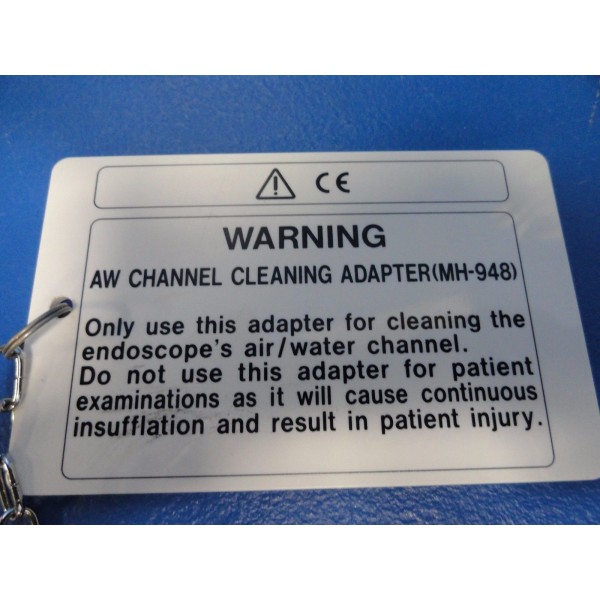 CE
WARNING
AW CHANNEL CLEANING ADAPTER(MH-948)
Only use this adapter for cleaning the
endoscope's air/water channel.
Do not use this adapter for patient
examinations as it will cause continuous
insufflation and result in patient injury.